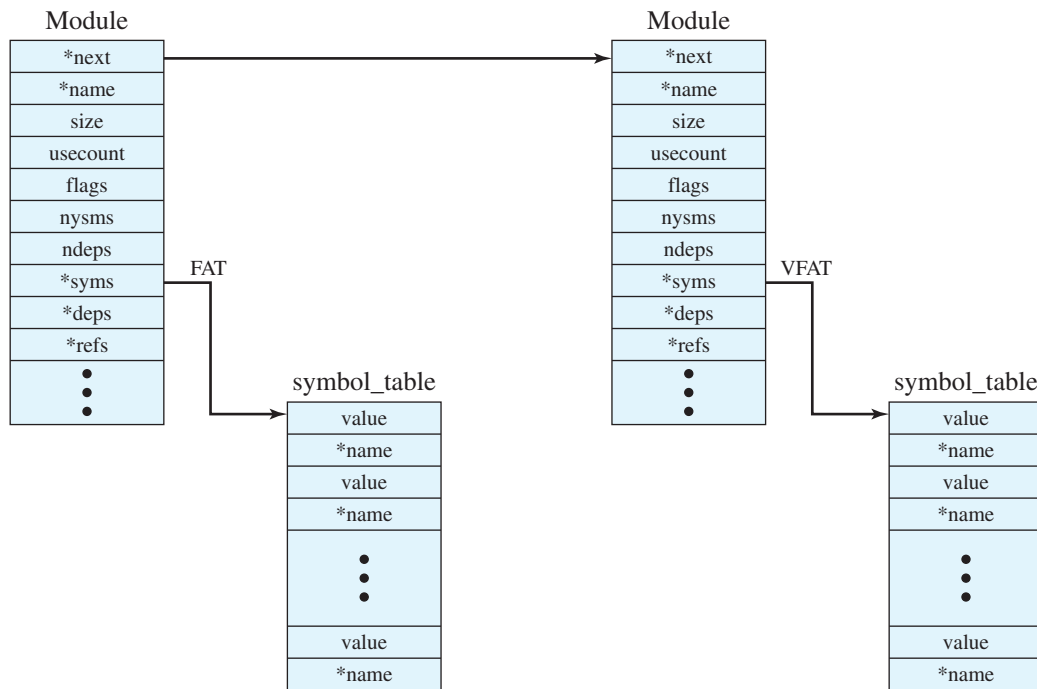 Module
*next
*name
size
usecount
flags
nysms
ndeps
*syms
*deps
*refs
FAT
symbol_table
value
*name
value
*name
value
*name
Module
*next
*name
size
usecount
flags
nysms
ndeps
*syms
*deps
*refs
VFAT
symbol_table
value
*name
value
*name
value
*name